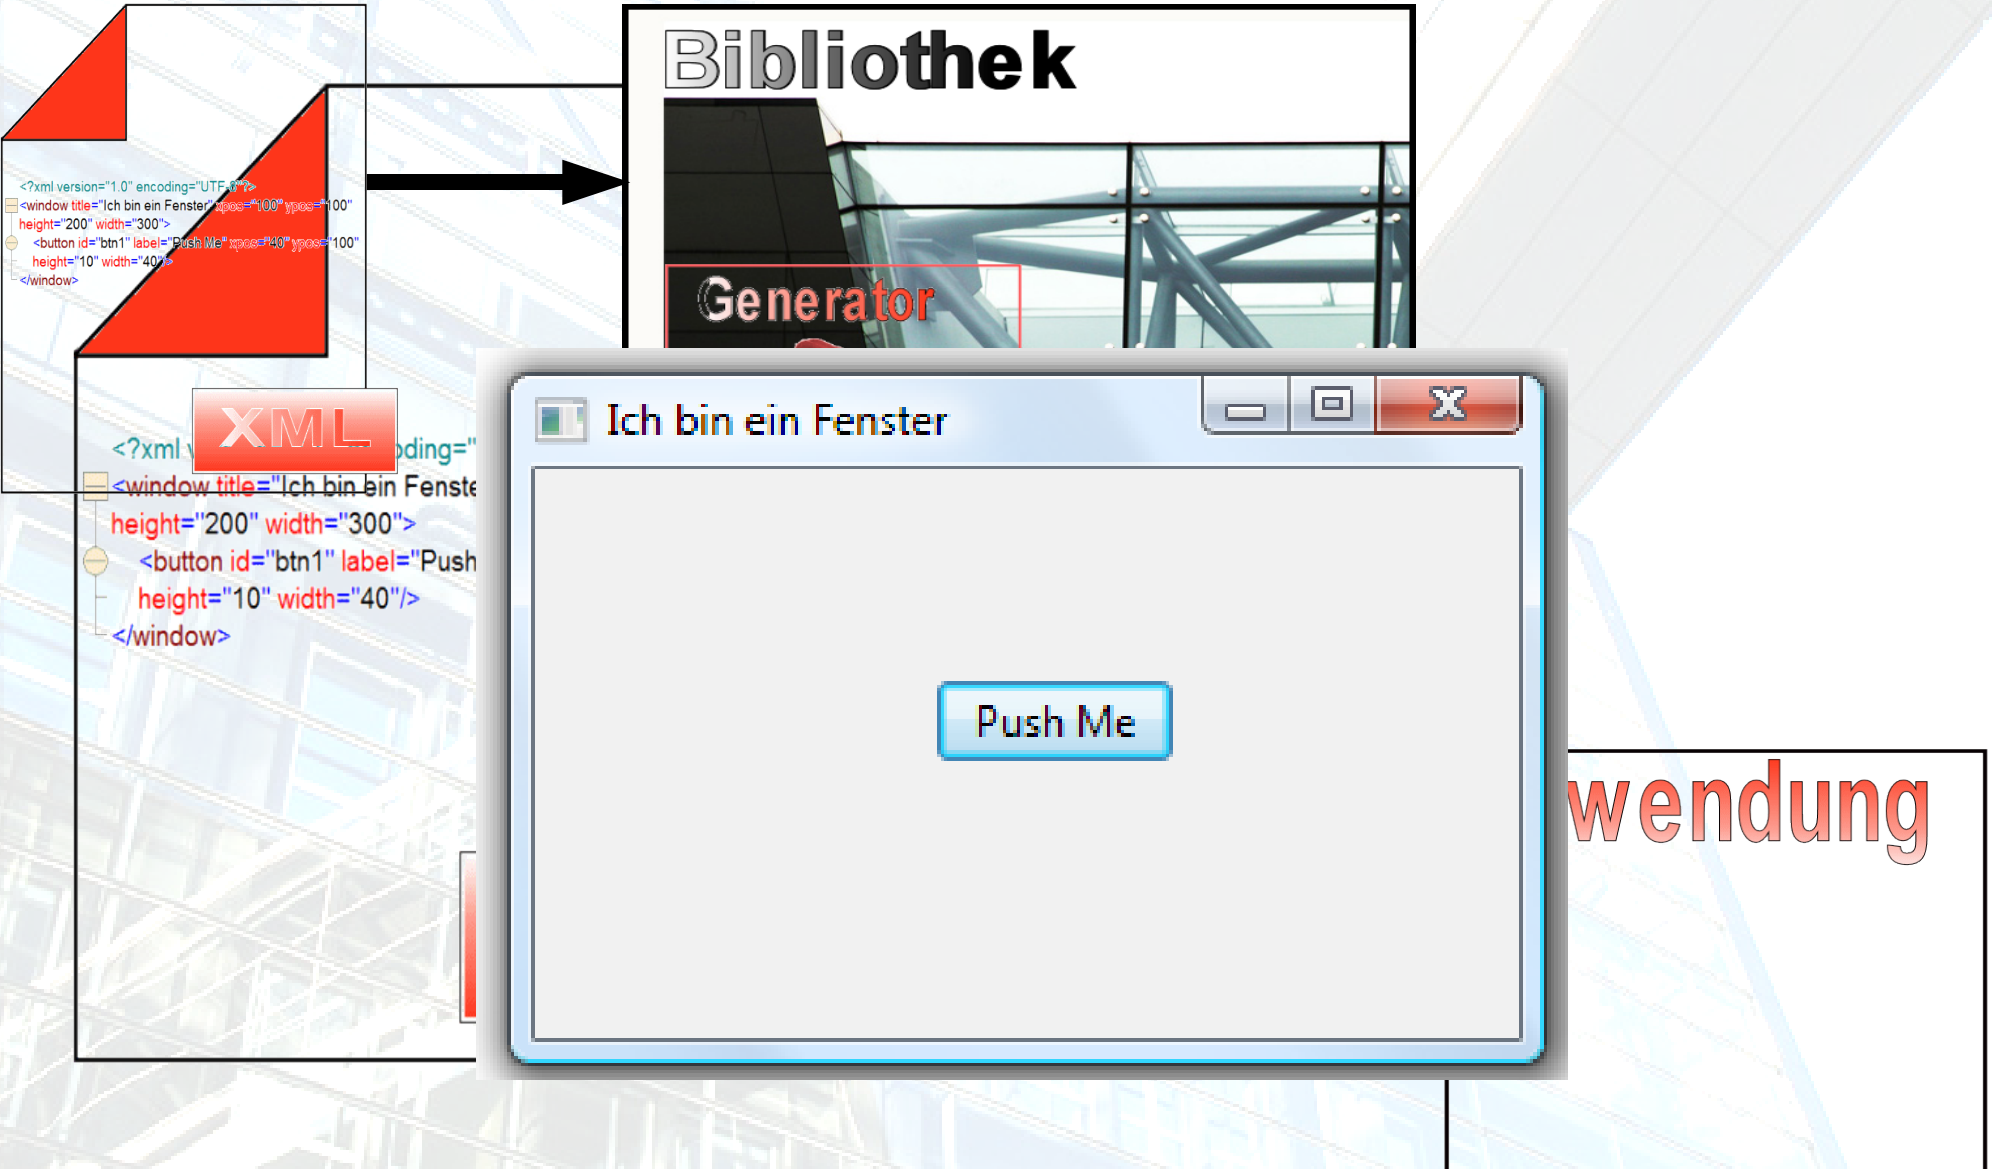 Bibliothek
<?xml version="1.0" encoding="UTF-8"?>
<window title="Ich bin ein Fenster" xpos="100" ypos="100"
height="200" width="300">
<button id="btn1" label="Push Me" xpos="40" ypos="100"
height="10" width="40"/>
</window>
Generator
XML
<?xml
oding="
<window title="Ich bin ein Fenste
height="200" width="300">
<button id="btn1" label="Push
height="10" width="40"/>
</window>
Ich bin ein Fenster
Push Me
wendung